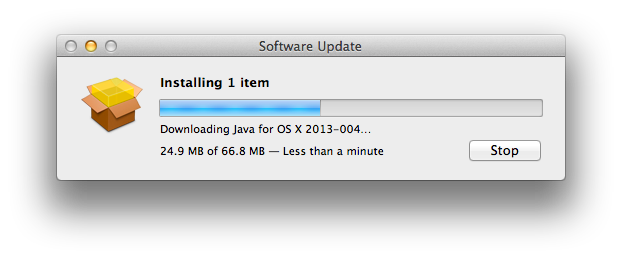 Software Update
Installing 1 item
Downloading Java for OS X 2013-004...
24.9 MB of 66.8 MB — Less than a minute
Stop